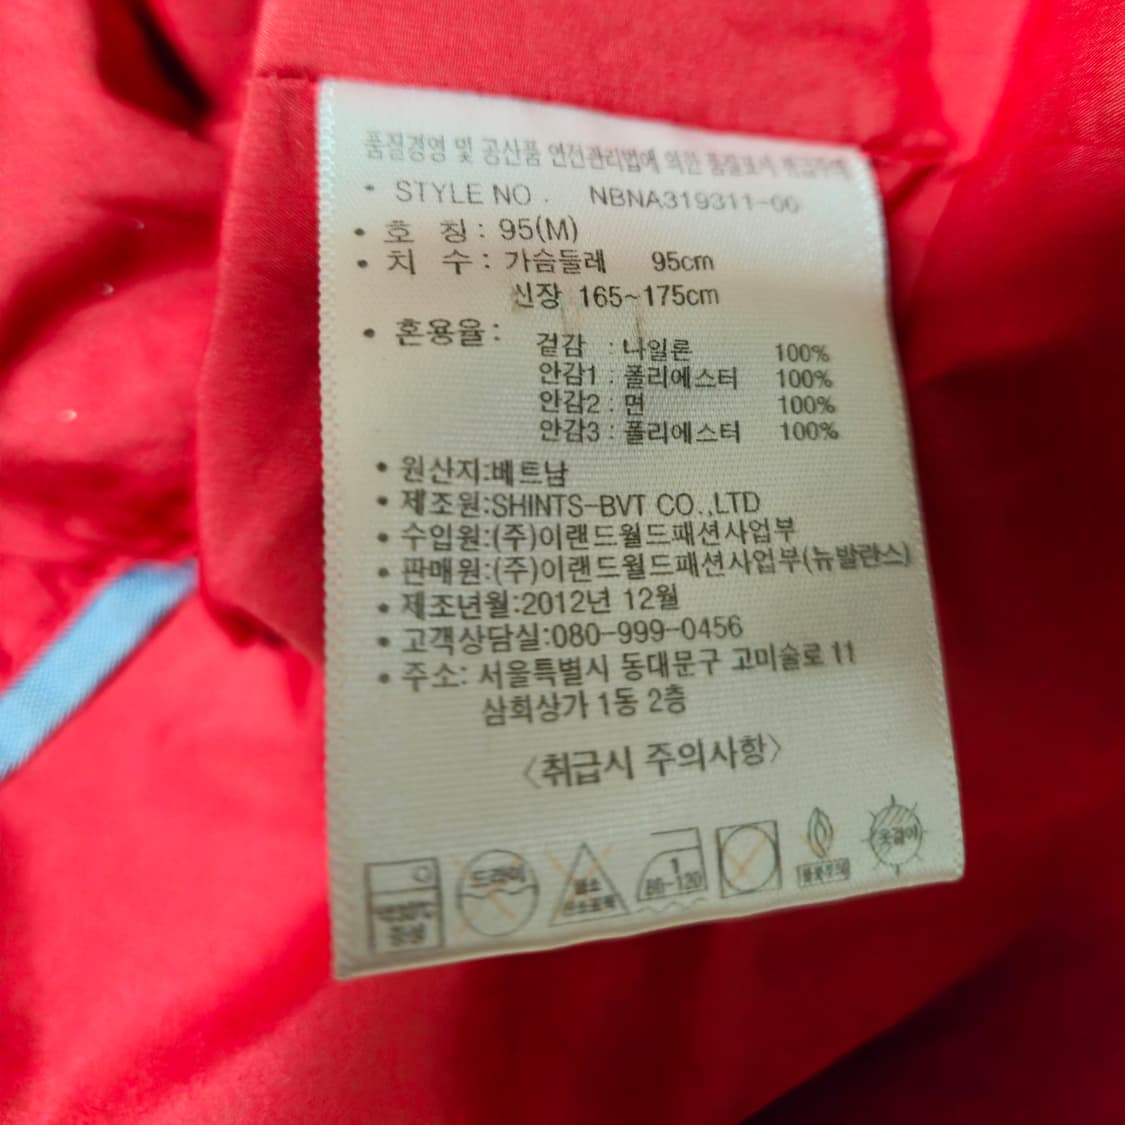 품질경영 및 공산품 안전관리법에 의한 품질표시
• STYLE NO . NBNA319311-00
• 호 칭 : 95(M)
• 치 수 : 가슴둘레 95cm
신장 165~175cm
• 혼용율 :
겉감 : 나일론 100%
안감1 : 폴리에스터 100%
안감2 : 면 100%
안감3 : 폴리에스터 100%
• 원산지:베트남
• 제조원:SHINTS-BVT CO.,LTD
• 수입원:(주)이랜드월드패션사업부
• 판매원:(주)이랜드월드패션사업부(뉴발란스)
• 제조년월:2012년 12월
• 고객상담실:080-999-0456
• 주소: 서울특별시 동대문구 고미술로 11
삼희상가 1동 2층
〈취급시 주의사항〉
드라이
염소
1
80-120
옷걸이